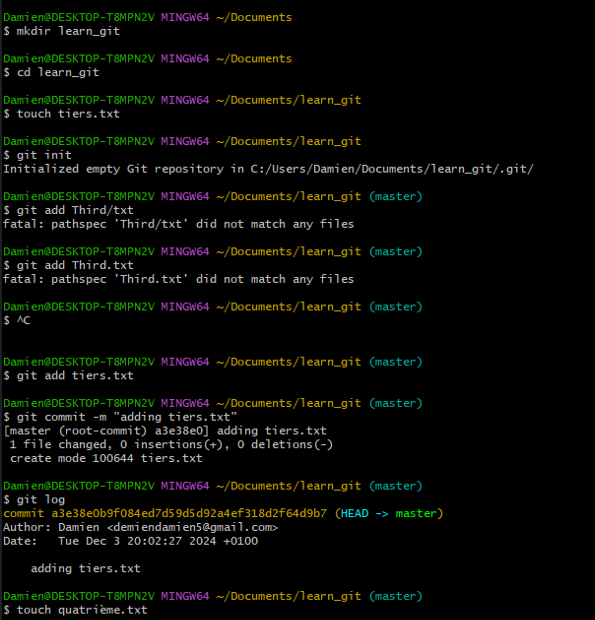 Damien@DESKTOP-T8MPN2V MINGW64 ~/Documents
$ mkdir learn_git
Damien@DESKTOP-T8MPN2V MINGW64 ~/Documents
$ cd learn_git
Damien@DESKTOP-T8MPN2V MINGW64 ~/Documents/learn_git
$ touch tiers.txt
Damien@DESKTOP-T8MPN2V MINGW64 ~/Documents/learn_git
$ git init
Initialized empty Git repository in C:/Users/Damien/Documents/learn_git/.git/
Damien@DESKTOP-T8MPN2V MINGW64 ~/Documents/learn_git (master)
$ git add Third/txt
fatal: pathspec 'Third/txt' did not match any files
Damien@DESKTOP-T8MPN2V MINGW64 ~/Documents/learn_git (master)
$ git add Third.txt
fatal: pathspec 'Third.txt' did not match any files
Damien@DESKTOP-T8MPN2V MINGW64 ~/Documents/learn_git (master)
$ ^C
Damien@DESKTOP-T8MPN2V MINGW64 ~/Documents/learn_git (master)
$ git add tiers.txt
Damien@DESKTOP-T8MPN2V MINGW64 ~/Documents/learn_git (master)
$ git commit -m "adding tiers.txt"
[master (root-commit) a3e38e0] adding tiers.txt
1 file changed, 0 insertions(+), 0 deletions(-)
create mode 100644 tiers.txt
Damien@DESKTOP-T8MPN2V MINGW64 ~/Documents/learn_git (master)
$ git log
commit a3e38e0b9f084ed7d59d5d92a4ef318d2f64d9b7 (HEAD -> master)
Author: Damien <demiendamien5@gmail.com>
Date: Tue Dec 3 20:02:27 2024 +0100
adding tiers.txt
Damien@DESKTOP-T8MPN2V MINGW64 ~/Documents/learn_git (master)
$ touch quatrième.txt